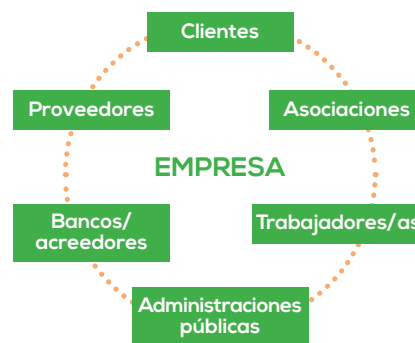 Clientes
Proveedores
Asociaciones
EMPRESA
Bancos/
acreedores
Trabajadores/as
Administraciones
públicas